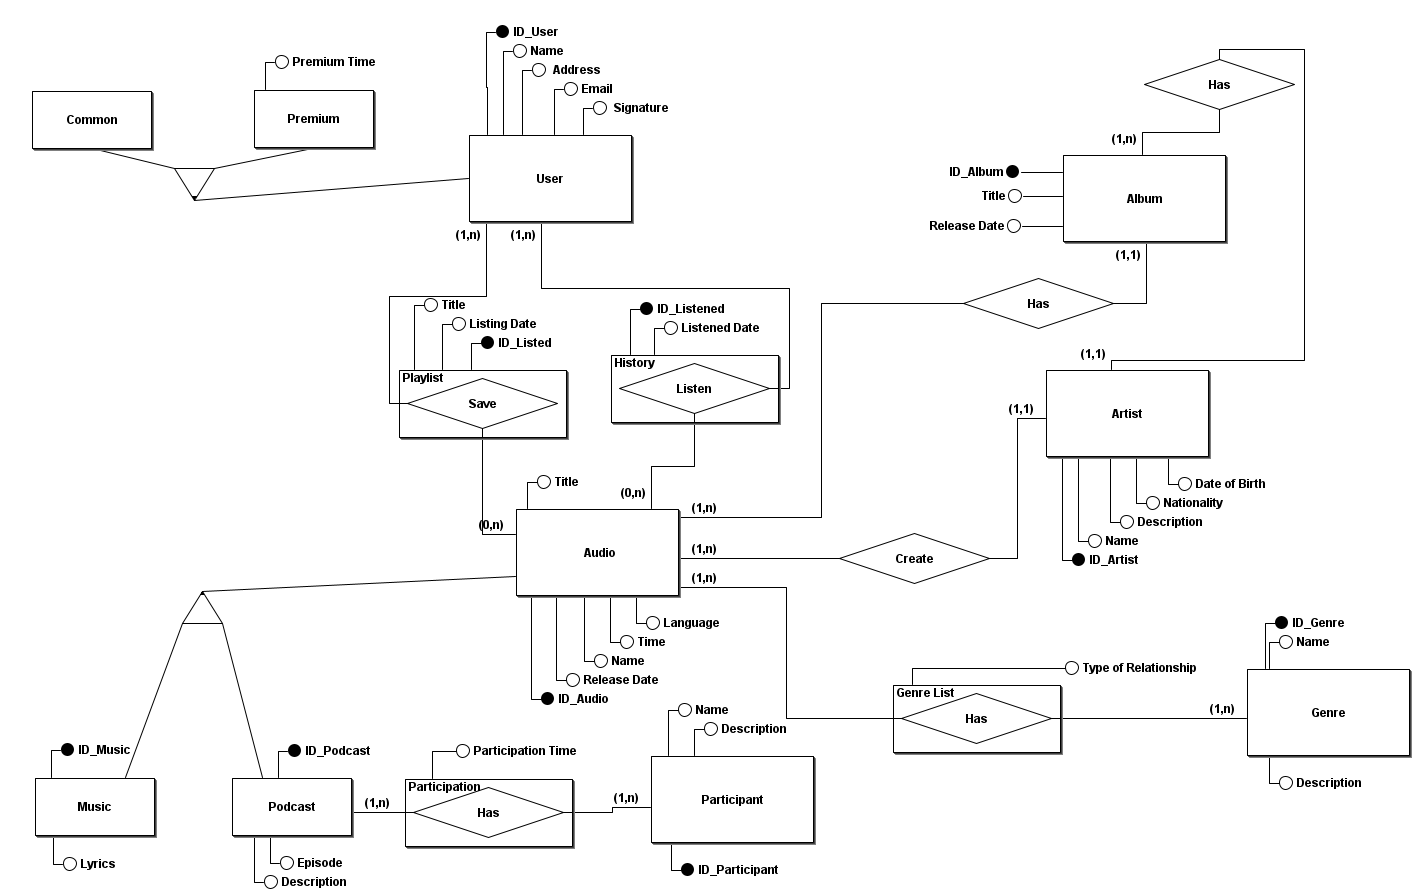 ID_User
Name
Address
Email
Signature
Premium Time
Common
Premium
User
(1,n)
(1,n)
Has
(1,n)
ID_Album
Title
Release Date
Album
(1,1)
Has
Title
Listing Date
ID_Listed
Playlist
Save
ID_Listened
Listened Date
History
Listen
(1,1)
(1,1)
Artist
Date of Birth
Nationality
Description
Name
ID_Artist
Title
(0,n)
(0,n)
Audio
(1,n)
(1,n)
(1,n)
Create
Language
Time
Name
Release Date
ID_Audio
ID_Genre
Name
Type of Relationship
Genre List
Has
(1,n)
Genre
Description
ID_Music
Music
Lyrics
ID_Podcast
Podcast
Episode
Description
(1,n)
Participation Time
Participation
Has
(1,n)
Name
Description
Participant
ID_Participant